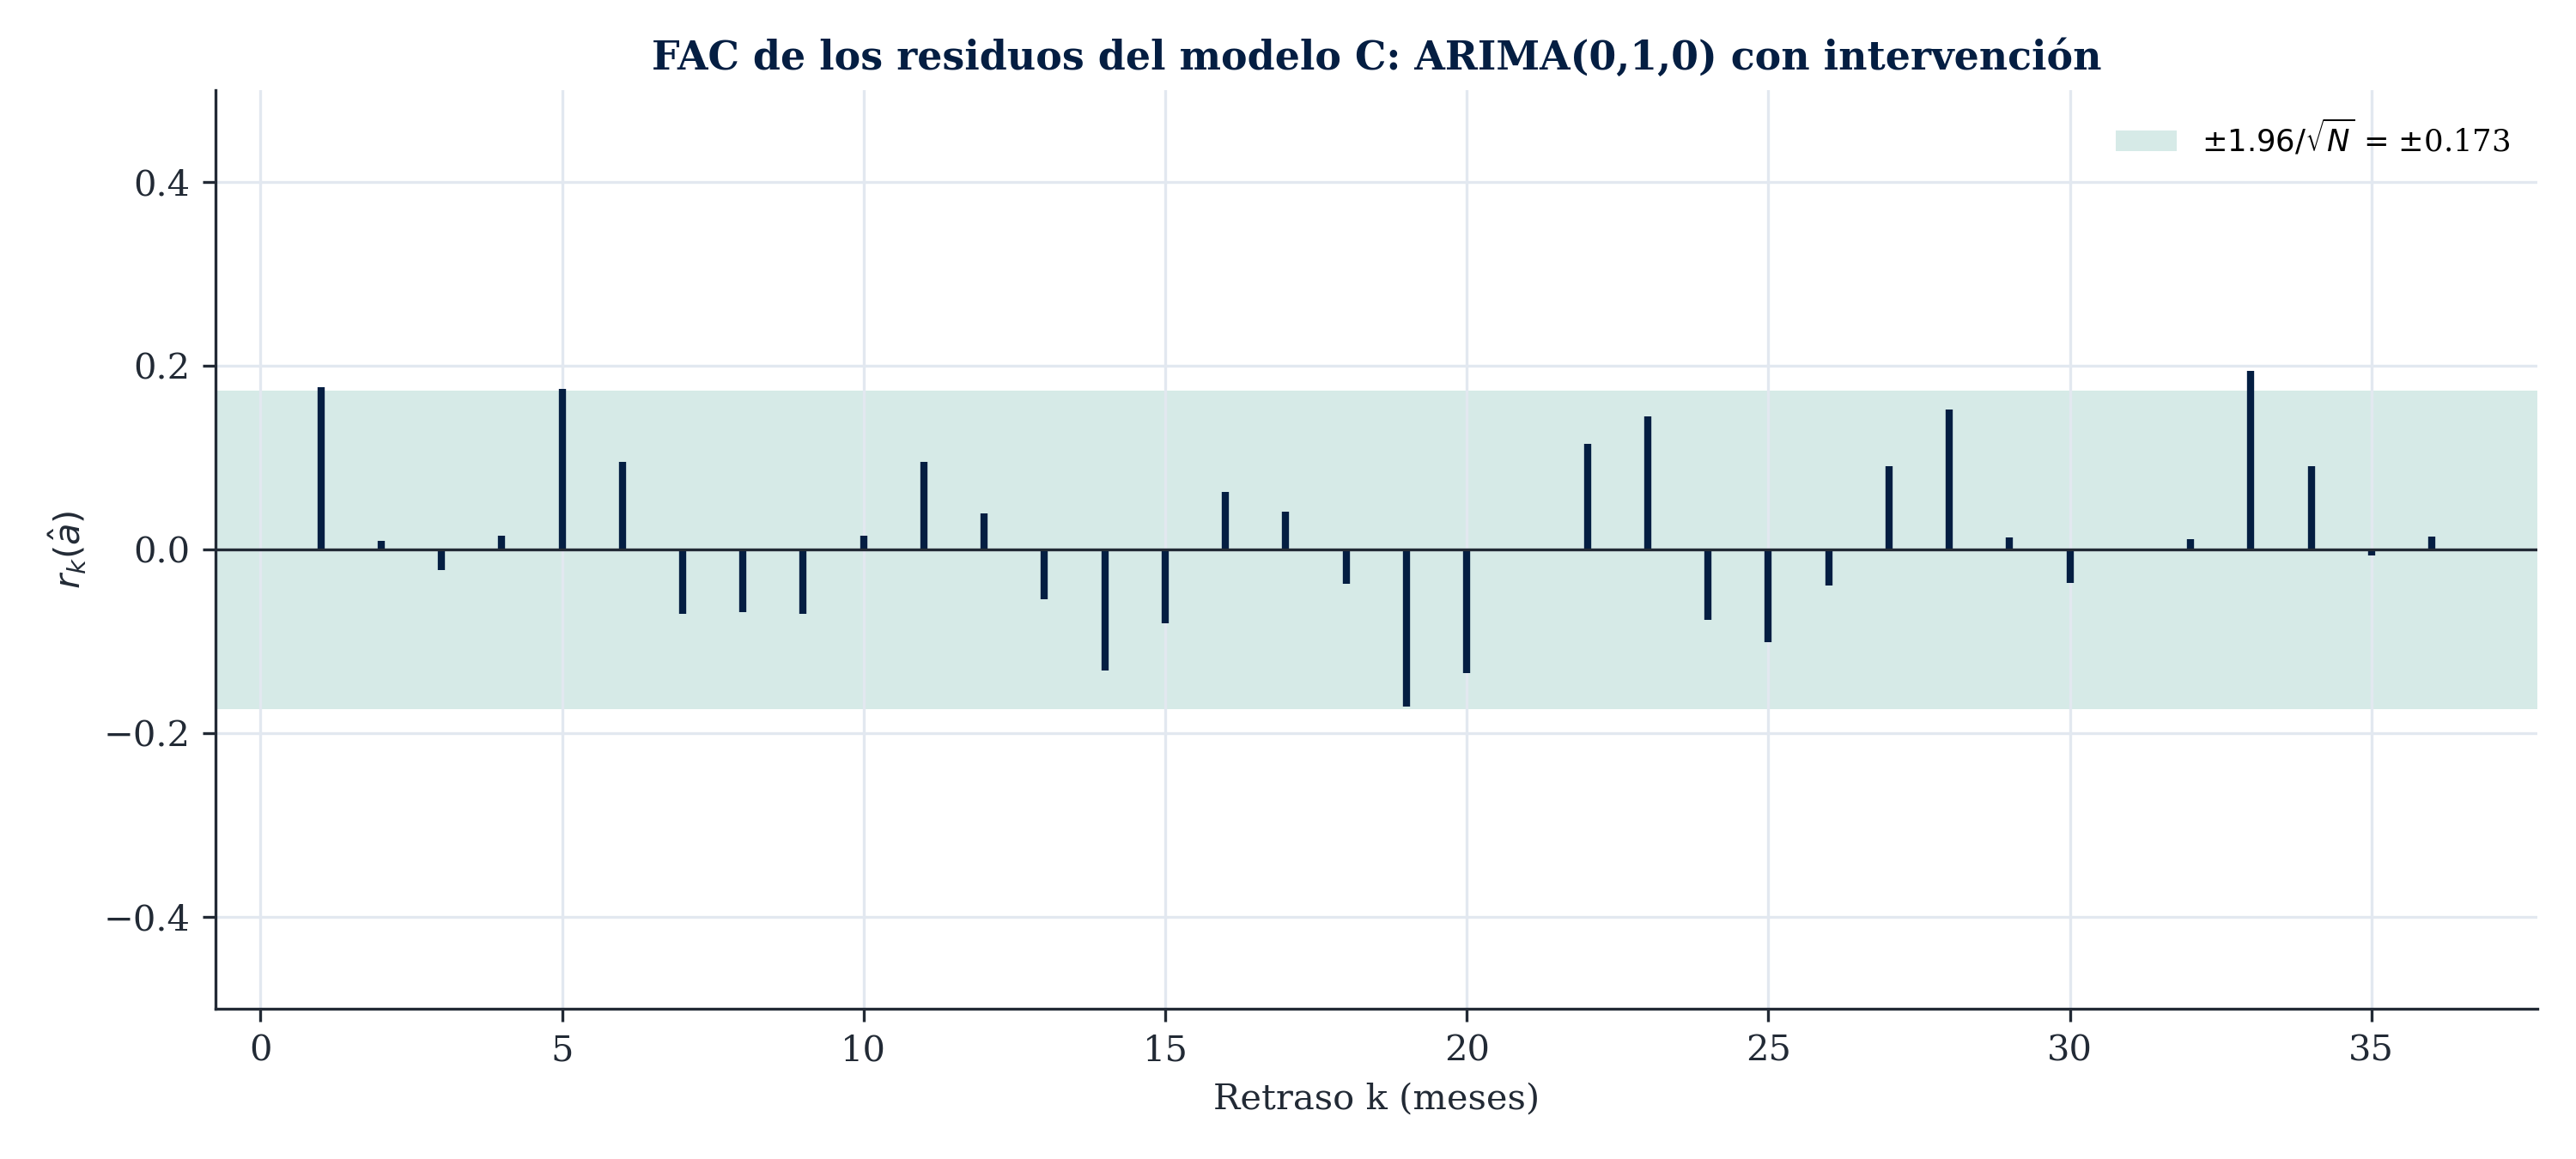 FAC de los residuos del modelo C: ARIMA(0,1,0) con intervención
±1.96/√N = ±0.173
0.4
0.2
0.0
−0.2
−0.4
r_k(â)
0 5 10 15 20 25 30 35
Retraso k (meses)